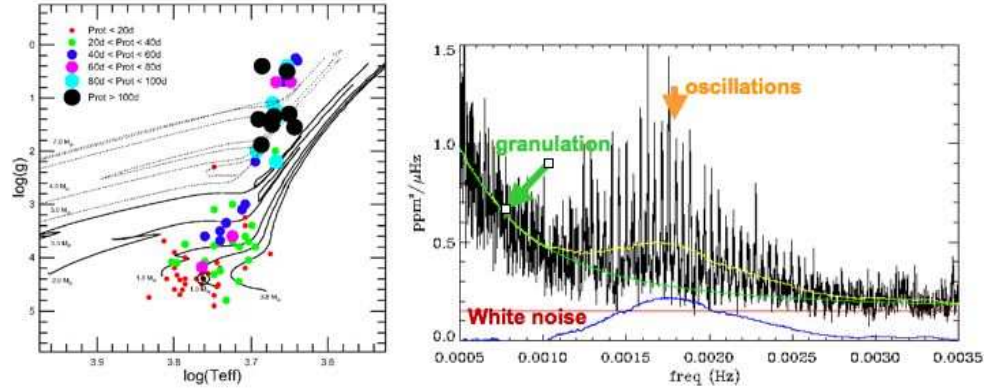 Prot < 20d
20d < Prot < 40d
40d < Prot < 60d
60d < Prot < 80d
80d < Prot < 100d
Prot > 100d
0
1
2
3
4
5
log(g)
3.9
3.8
3.7
3.6
log(Teff)
1.5
1.0
0.5
0.0
ppm²/μHz
oscillations
granulation
White noise
0.0005
0.0010
0.0015
0.0020
0.0025
0.0030
0.0035
freq (Hz)